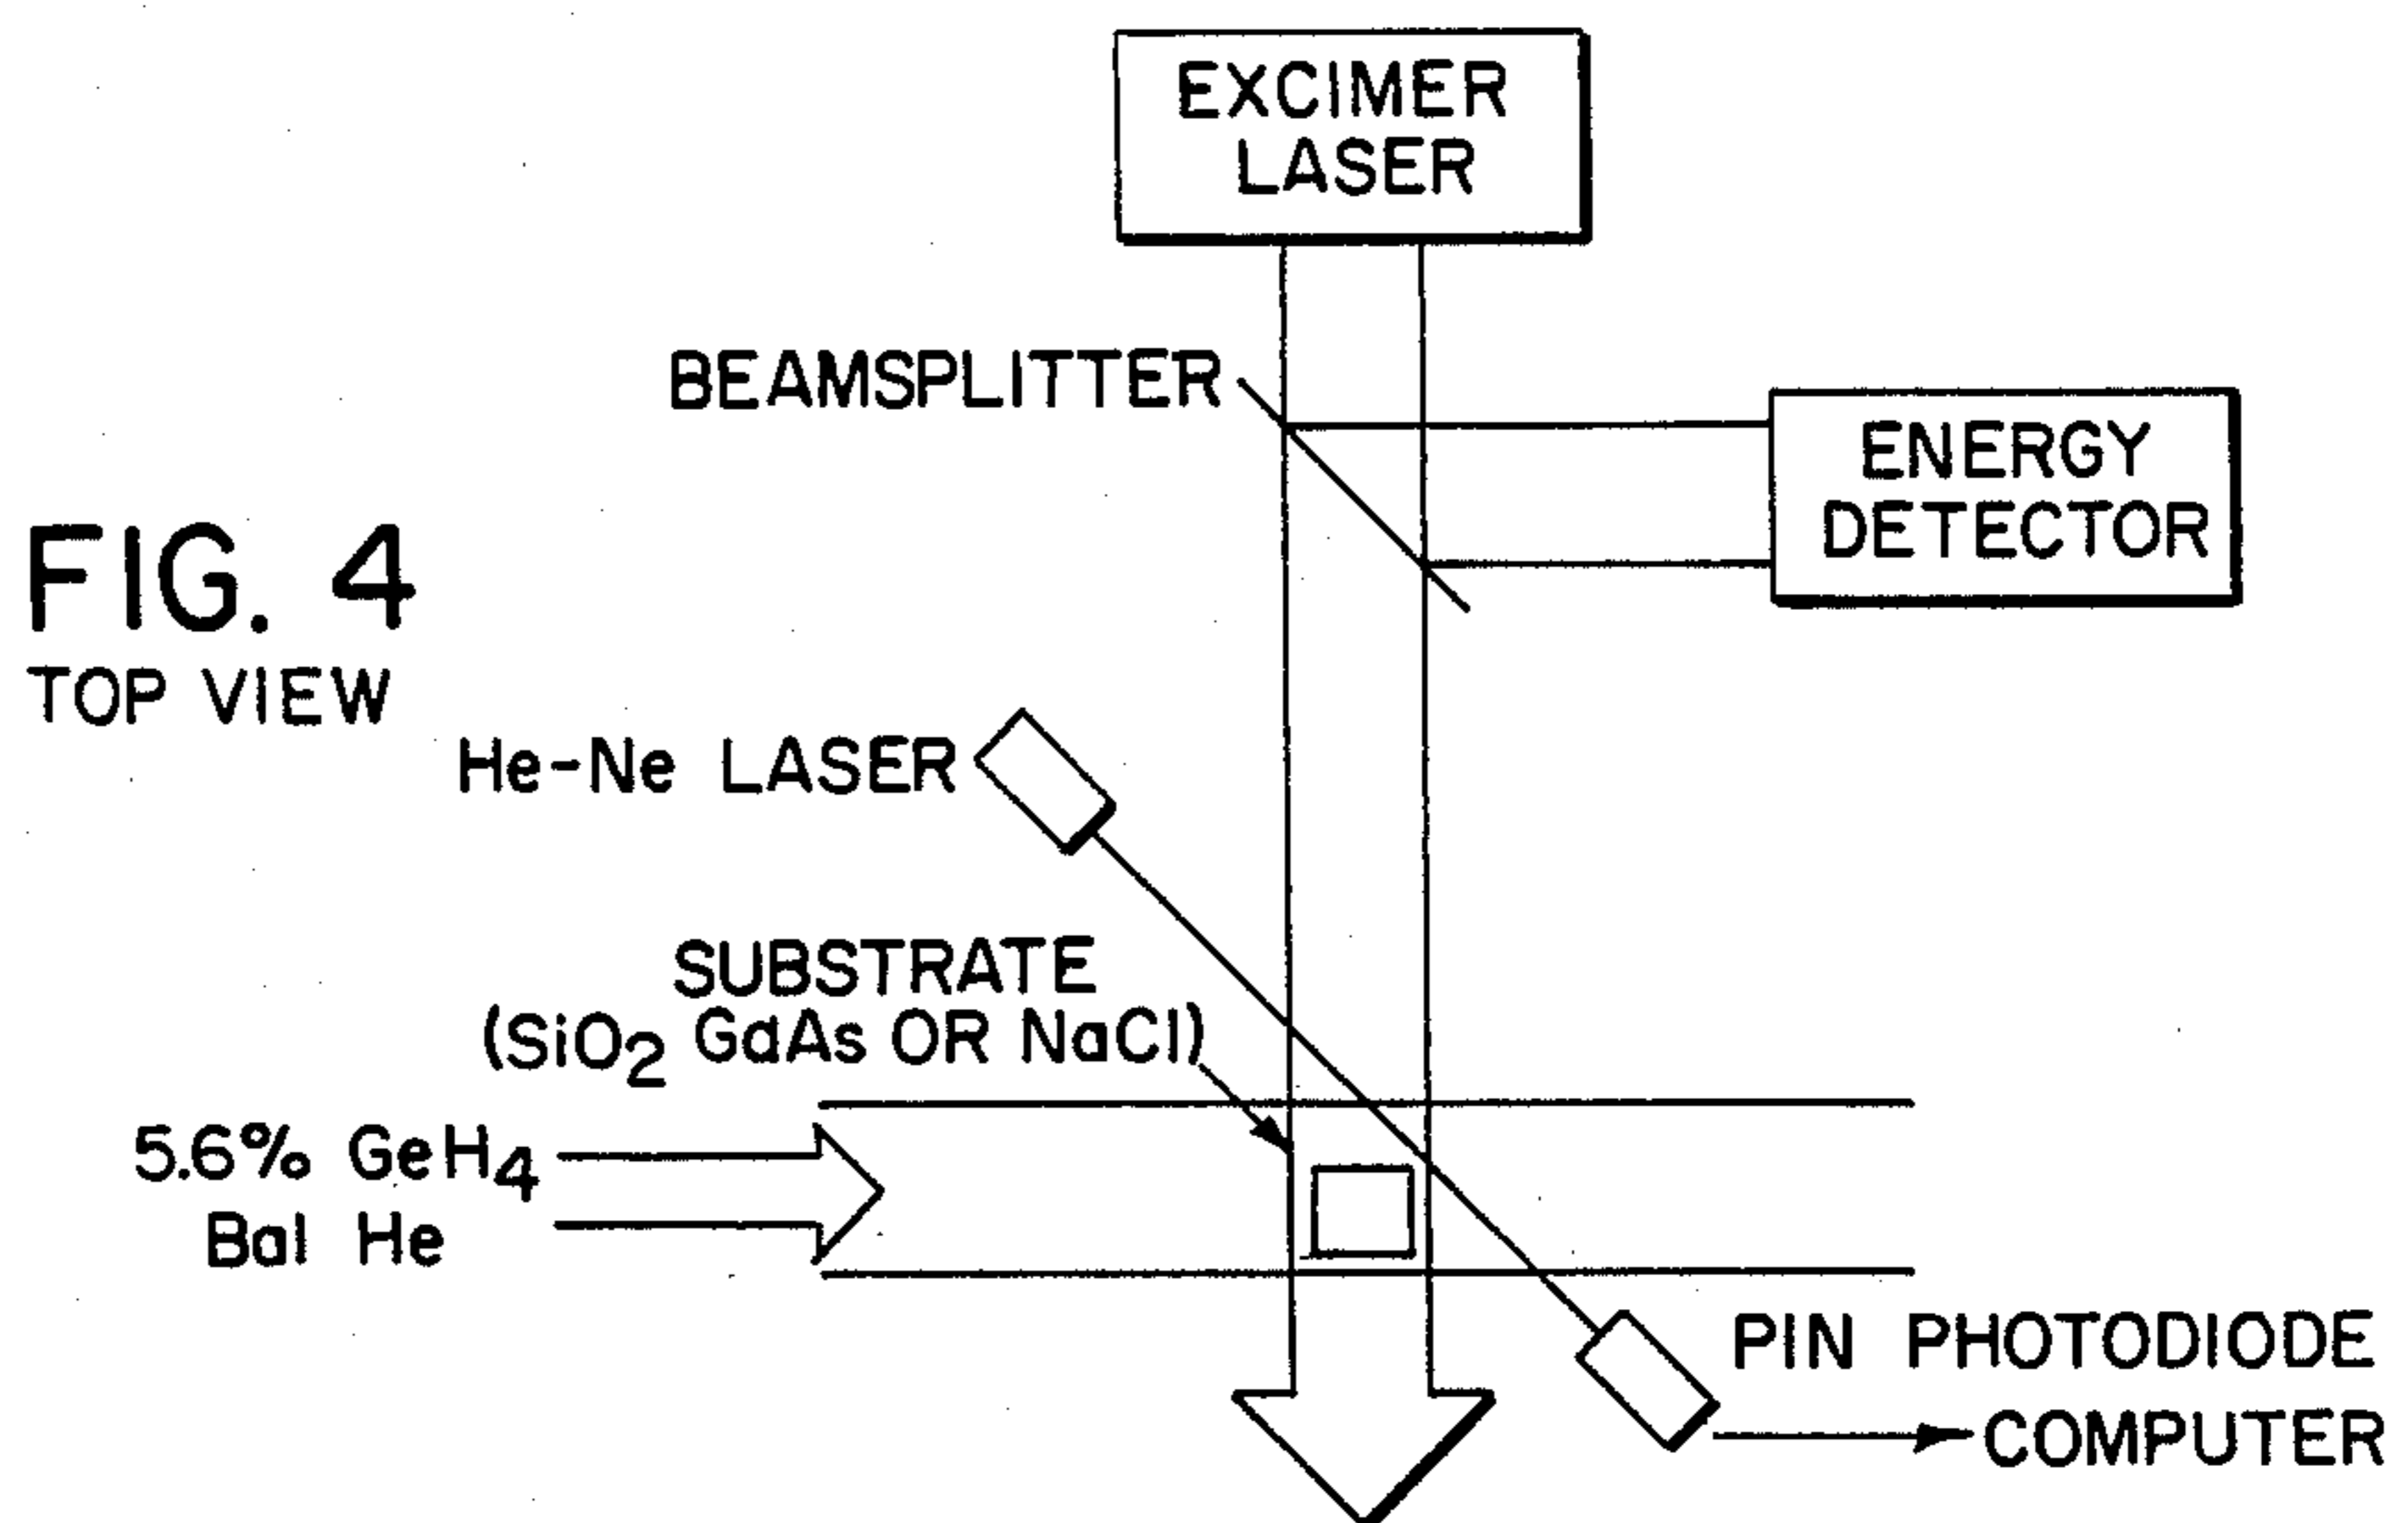 EXCIMER
LASER
BEAMSPLITTER
ENERGY
DETECTOR
FIG. 4
TOP VIEW
He-Ne LASER
SUBSTRATE
(SiO₂ GaAs OR NaCl)
5.6% GeH₄
Bal He
PIN PHOTODIODE
COMPUTER